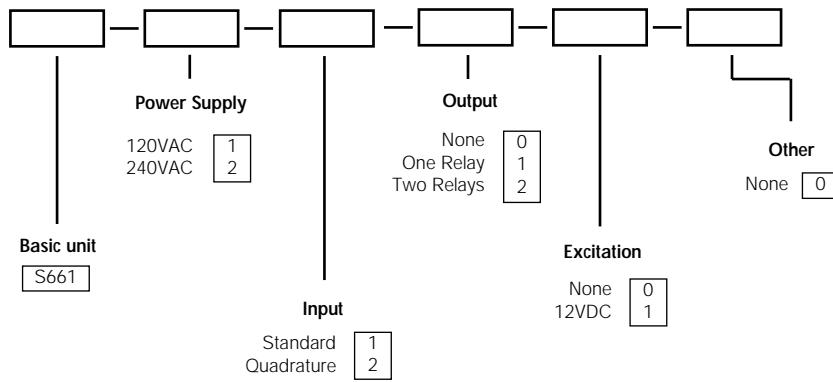 Power Supply
120VAC 1
240VAC 2
Output
None 0
One Relay 1
Two Relays 2
Other
None 0
Basic unit
S661
Excitation
None 0
12VDC 1
Input
Standard 1
Quadrature 2